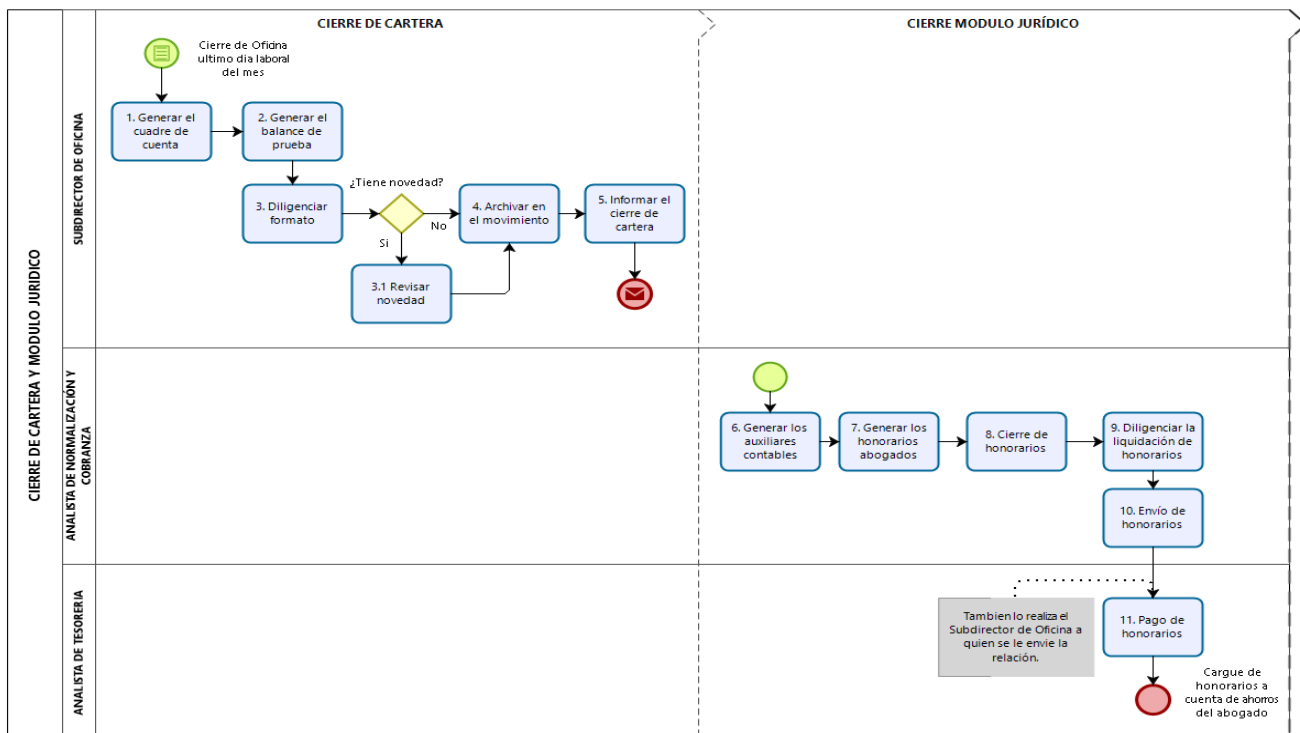 CIERRE DE CARTERA Y MODULO JURIDICO
CIERRE DE CARTERA
CIERRE MODULO JURÍDICO
SUBDIRECTOR DE OFICINA
Cierre de Oficina
ultimo dia laboral
del mes
1. Generar el
cuadre de
cuenta
2. Generar el
balance de
prueba
3. Diligenciar
formato
¿Tiene novedad?
No
Si
3.1 Revisar
novedad
4. Archivar en
el movimiento
5. Informar el
cierre de
cartera
ANALISTA DE NORMALIZACIÓN Y
COBRANZA
6. Generar los
auxiliares
contables
7. Generar los
honorarios
abogados
8. Cierre de
honorarios
9. Diligenciar la
liquidación de
honorarios
10. Envío de
honorarios
ANALISTA DE TESORERIA
Tambien lo realiza el
Subdirector de Oficina a
quien se le envie la
relación.
11. Pago de
honorarios
Cargue de
honorarios a
cuenta de ahorros
del abogado